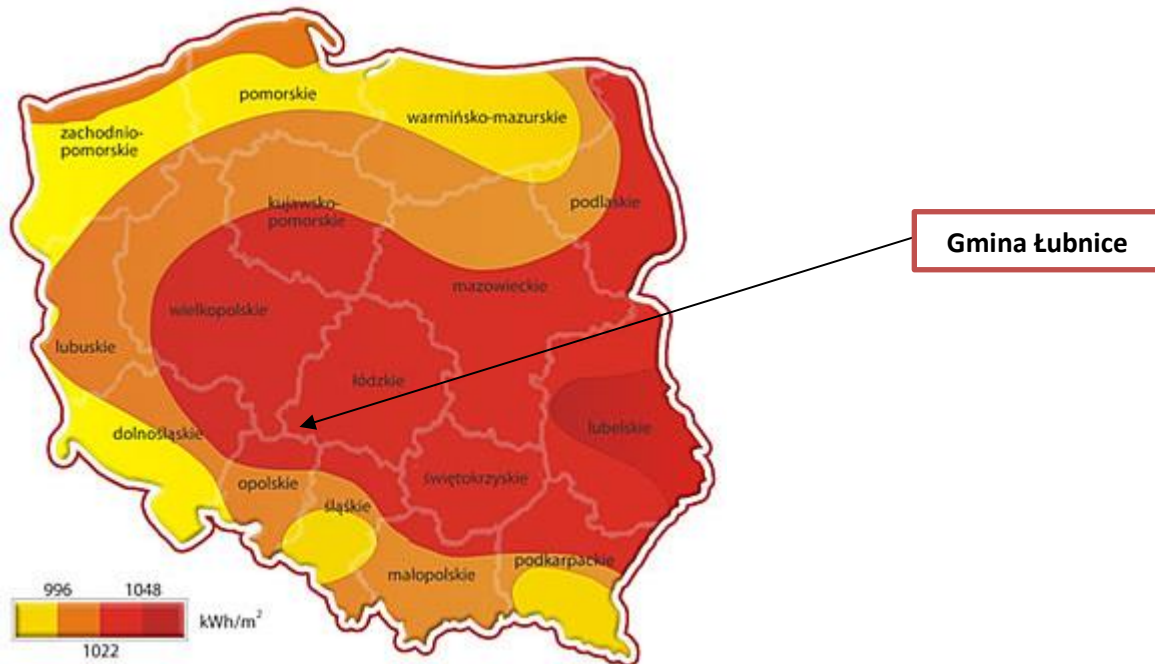 pomorskie
warmińsko-mazurskie
zachodnio-
pomorskie
kujawsko-
pomorskie
podlaskie
Gmina Łubnice
mazowieckie
wielkopolskie
lubuskie
łódzkie
lubelskie
dolnośląskie
świętokrzyskie
opolskie
śląskie
podkarpackie
małopolskie
996 1048
kWh/m²
1022